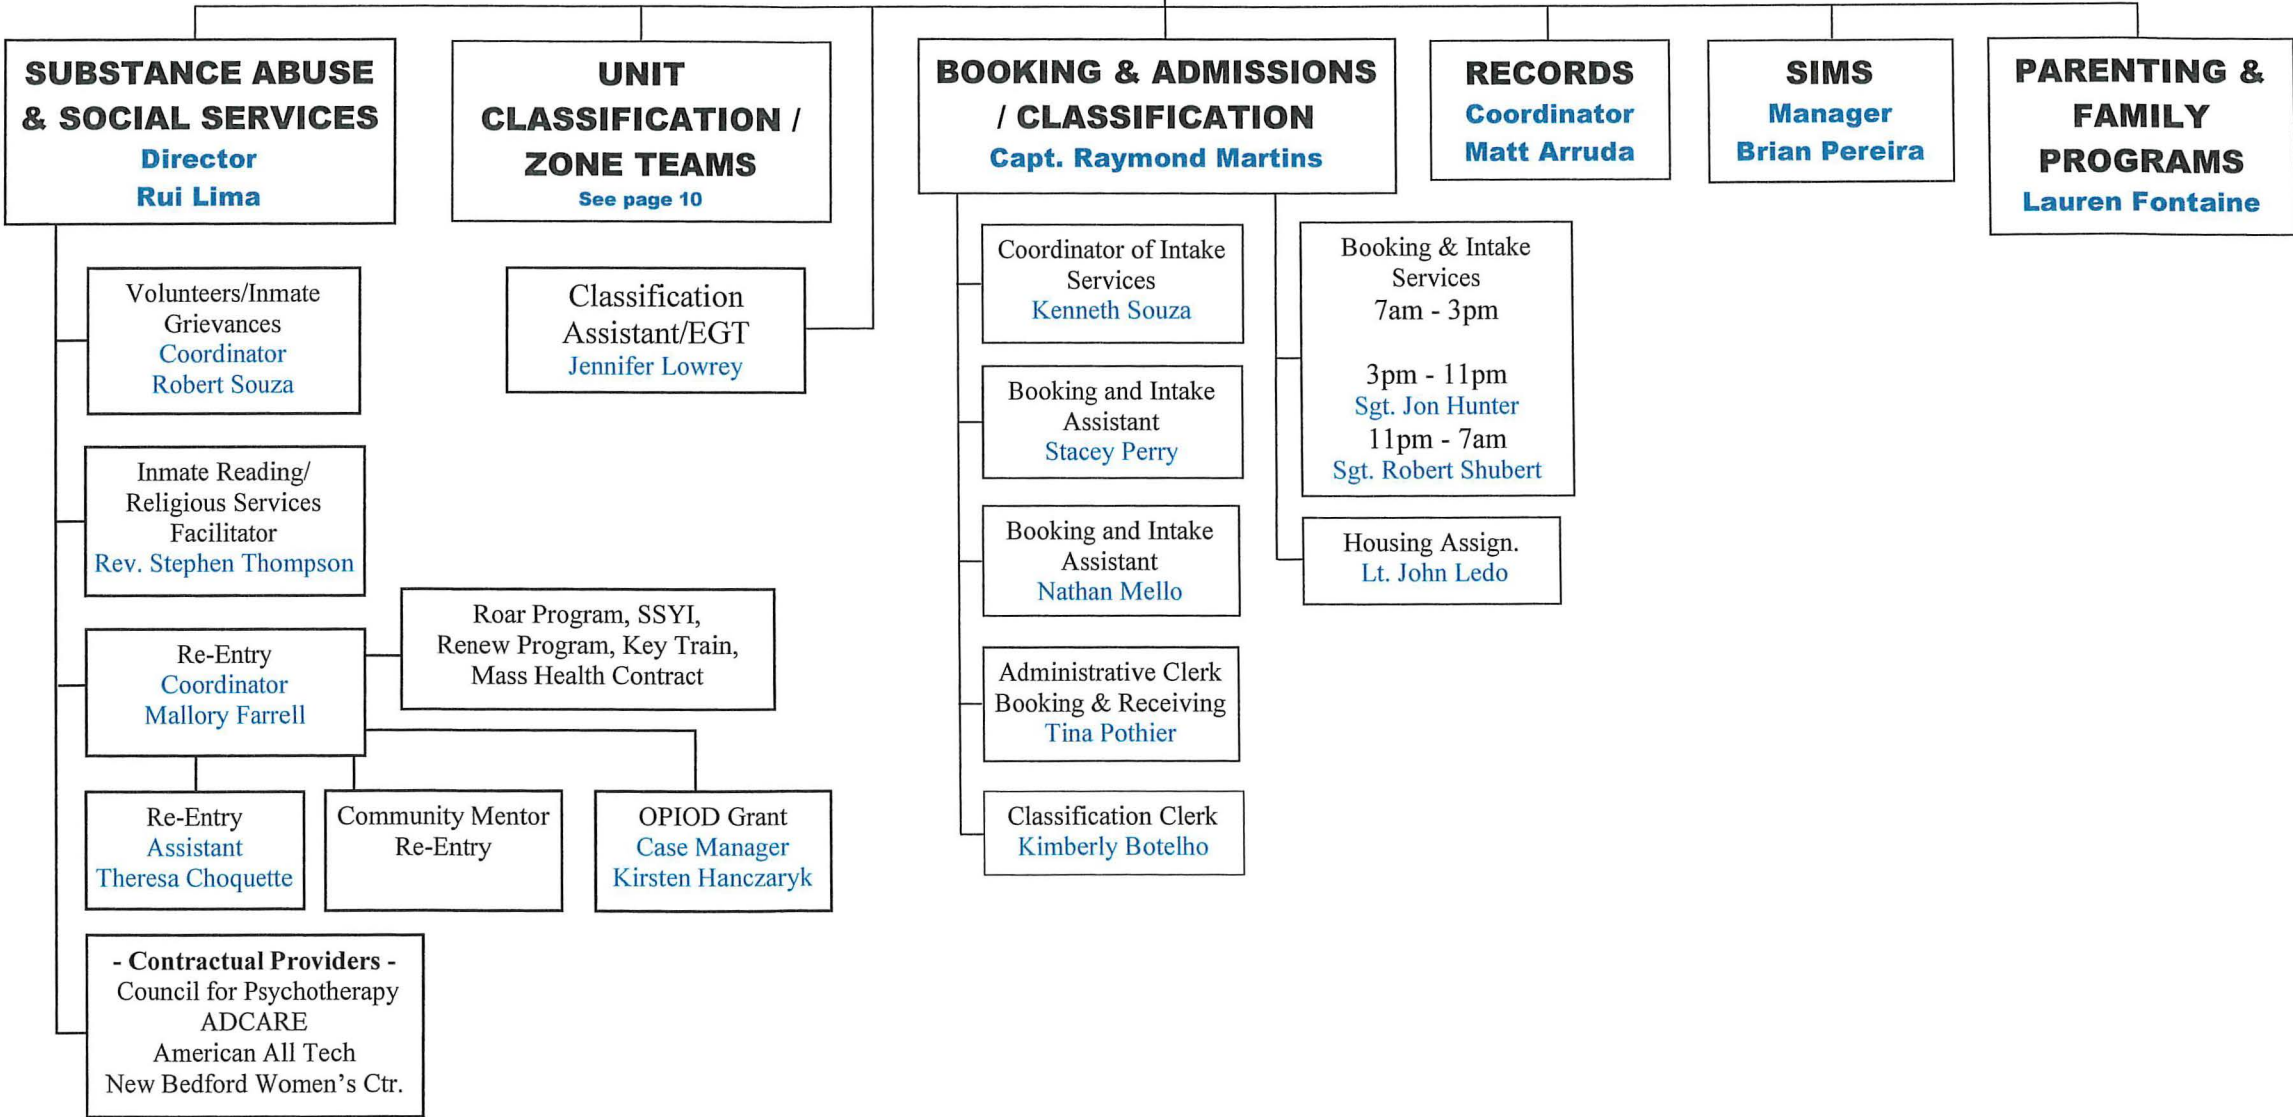 SUBSTANCE ABUSE
& SOCIAL SERVICES
Director
Rui Lima
UNIT
CLASSIFICATION /
ZONE TEAMS
See page 10
BOOKING & ADMISSIONS
/ CLASSIFICATION
Capt. Raymond Martins
RECORDS
Coordinator
Matt Arruda
SIMS
Manager
Brian Pereira
PARENTING &
FAMILY
PROGRAMS
Lauren Fontaine
Volunteers/Inmate
Grievances
Coordinator
Robert Souza
Inmate Reading/
Religious Services
Facilitator
Rev. Stephen Thompson
Re-Entry
Coordinator
Mallory Farrell
Roar Program, SSYI,
Renew Program, Key Train,
Mass Health Contract
Re-Entry
Assistant
Theresa Choquette
Community Mentor
Re-Entry
OPIOD Grant
Case Manager
Kirsten Hanczaryk
- Contractual Providers -
Council for Psychotherapy
ADCARE
American All Tech
New Bedford Women's Ctr.
Classification
Assistant/EGT
Jennifer Lowrey
Coordinator of Intake
Services
Kenneth Souza
Booking and Intake
Assistant
Stacey Perry
Booking and Intake
Assistant
Nathan Mello
Administrative Clerk
Booking & Receiving
Tina Pothier
Classification Clerk
Kimberly Botelho
Booking & Intake
Services
7am - 3pm
3pm - 11pm
Sgt. Jon Hunter
11pm - 7am
Sgt. Robert Shubert
Housing Assign.
Lt. John Ledo